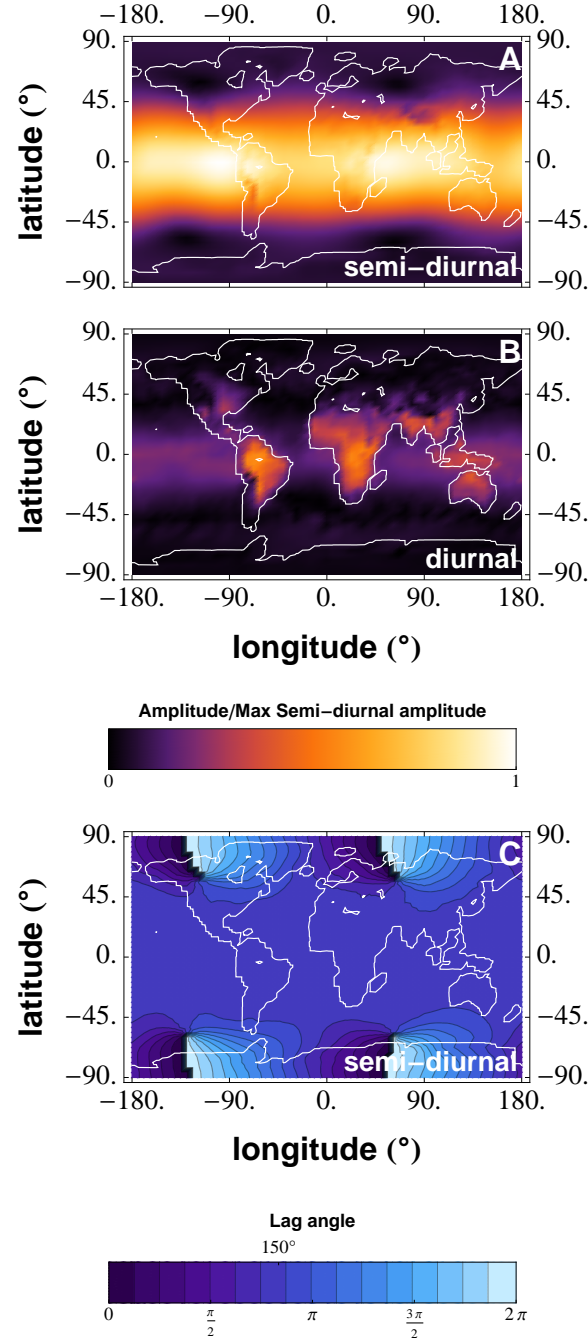 −180. −90. 0. 90. 180.
90. A 90.
45. 45.
latitude (°)
0. 0.
−45. −45.
semi−diurnal
−90. −90.
90. B 90.
45. 45.
latitude (°)
0. 0.
−45. −45.
diurnal
−90. −90.
−180. −90. 0. 90. 180.
longitude (°)
Amplitude/Max Semi−diurnal amplitude
0 1
90. C 90.
45. 45.
latitude (°)
0. 0.
−45. −45.
semi−diurnal
−90. −90.
−180. −90. 0. 90. 180.
longitude (°)
Lag angle
150°
0 π/2 π 3π/2 2π